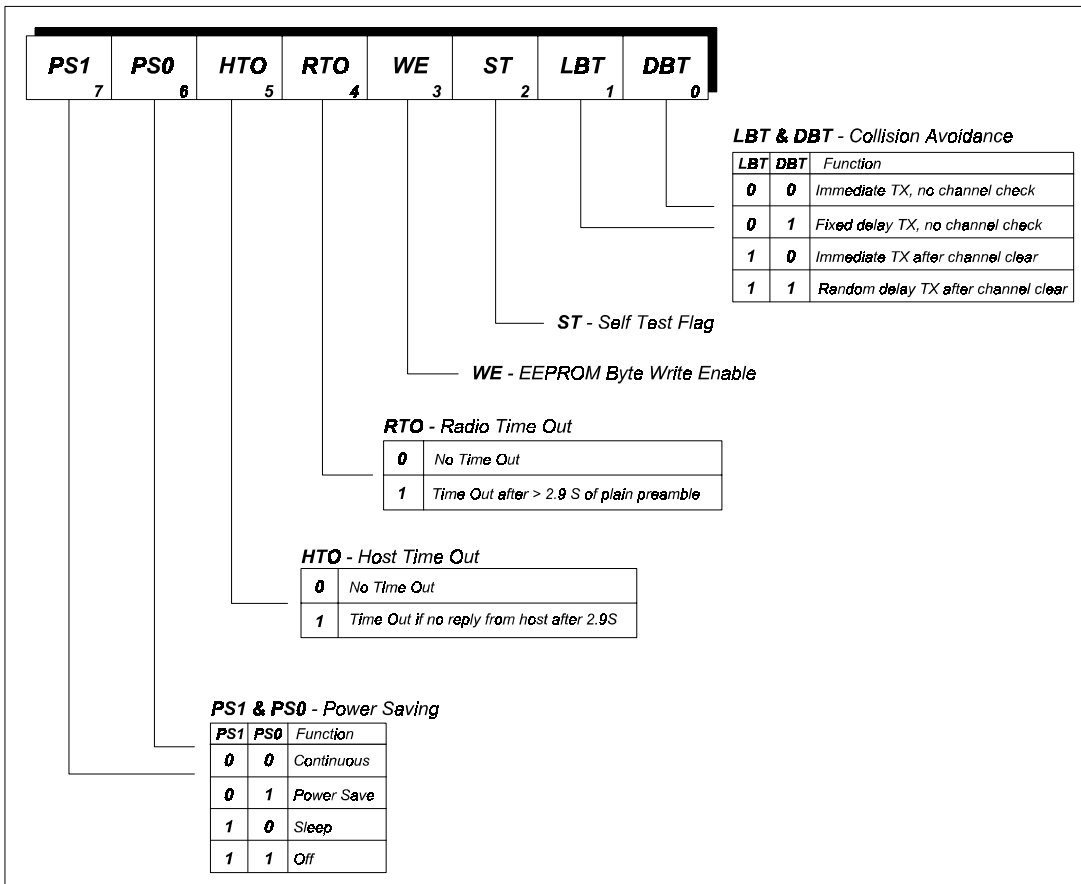 PS1 PS0 HTO RTO WE ST LBT DBT
7 6 5 4 3 2 1 0
LBT & DBT - Collision Avoidance
LBT DBT Function
0 0 Immediate TX, no channel check
0 1 Fixed delay TX, no channel check
1 0 Immediate TX after channel clear
1 1 Random delay TX after channel clear
ST - Self Test Flag
WE - EEPROM Byte Write Enable
RTO - Radio Time Out
0 No Time Out
1 Time Out after > 2.9 S of plain preamble
HTO - Host Time Out
0 No Time Out
1 Time Out if no reply from host after 2.9S
PS1 & PS0 - Power Saving
PS1 PS0 Function
0 0 Continuous
0 1 Power Save
1 0 Sleep
1 1 Off